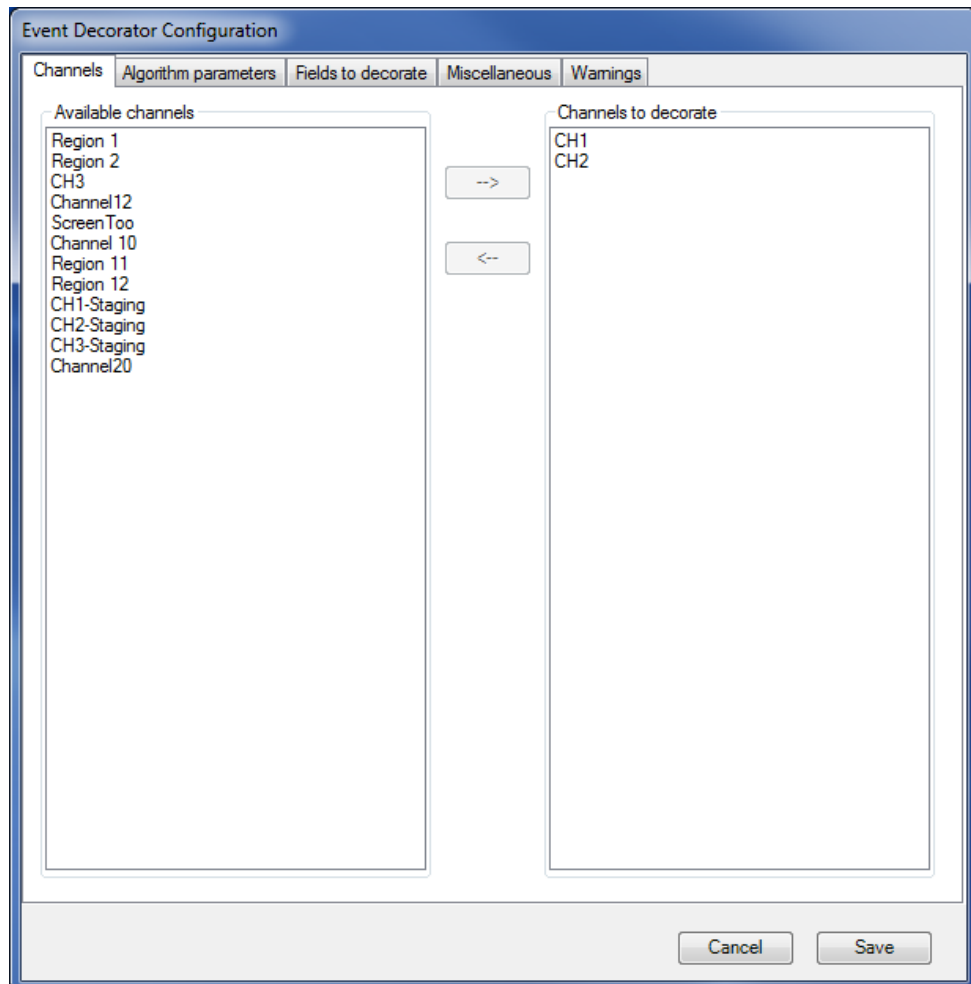 Event Decorator Configuration
Channels Algorithm parameters Fields to decorate Miscellaneous Warnings
Available channels
Region 1
Region 2
CH3
Channel12
ScreenToo
Channel 10
Region 11
Region 12
CH1-Staging
CH2-Staging
CH3-Staging
Channel20
-->
<--
Channels to decorate
CH1
CH2
Cancel Save